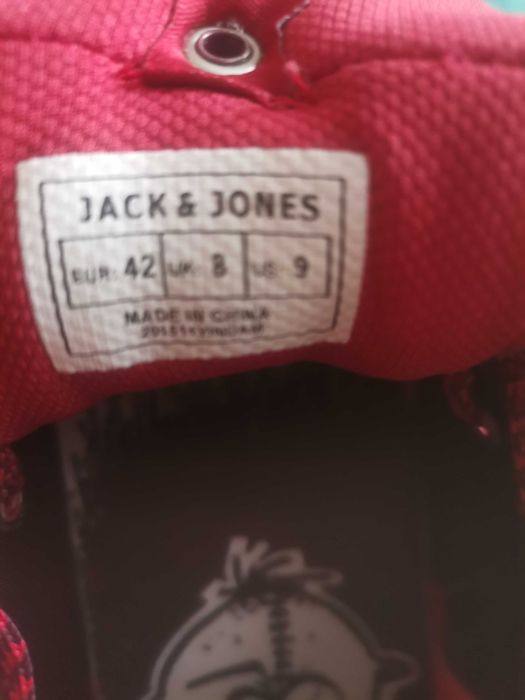 JACK & JONES
EUR: 42 UK: 8 US: 9
MADE IN CHINA